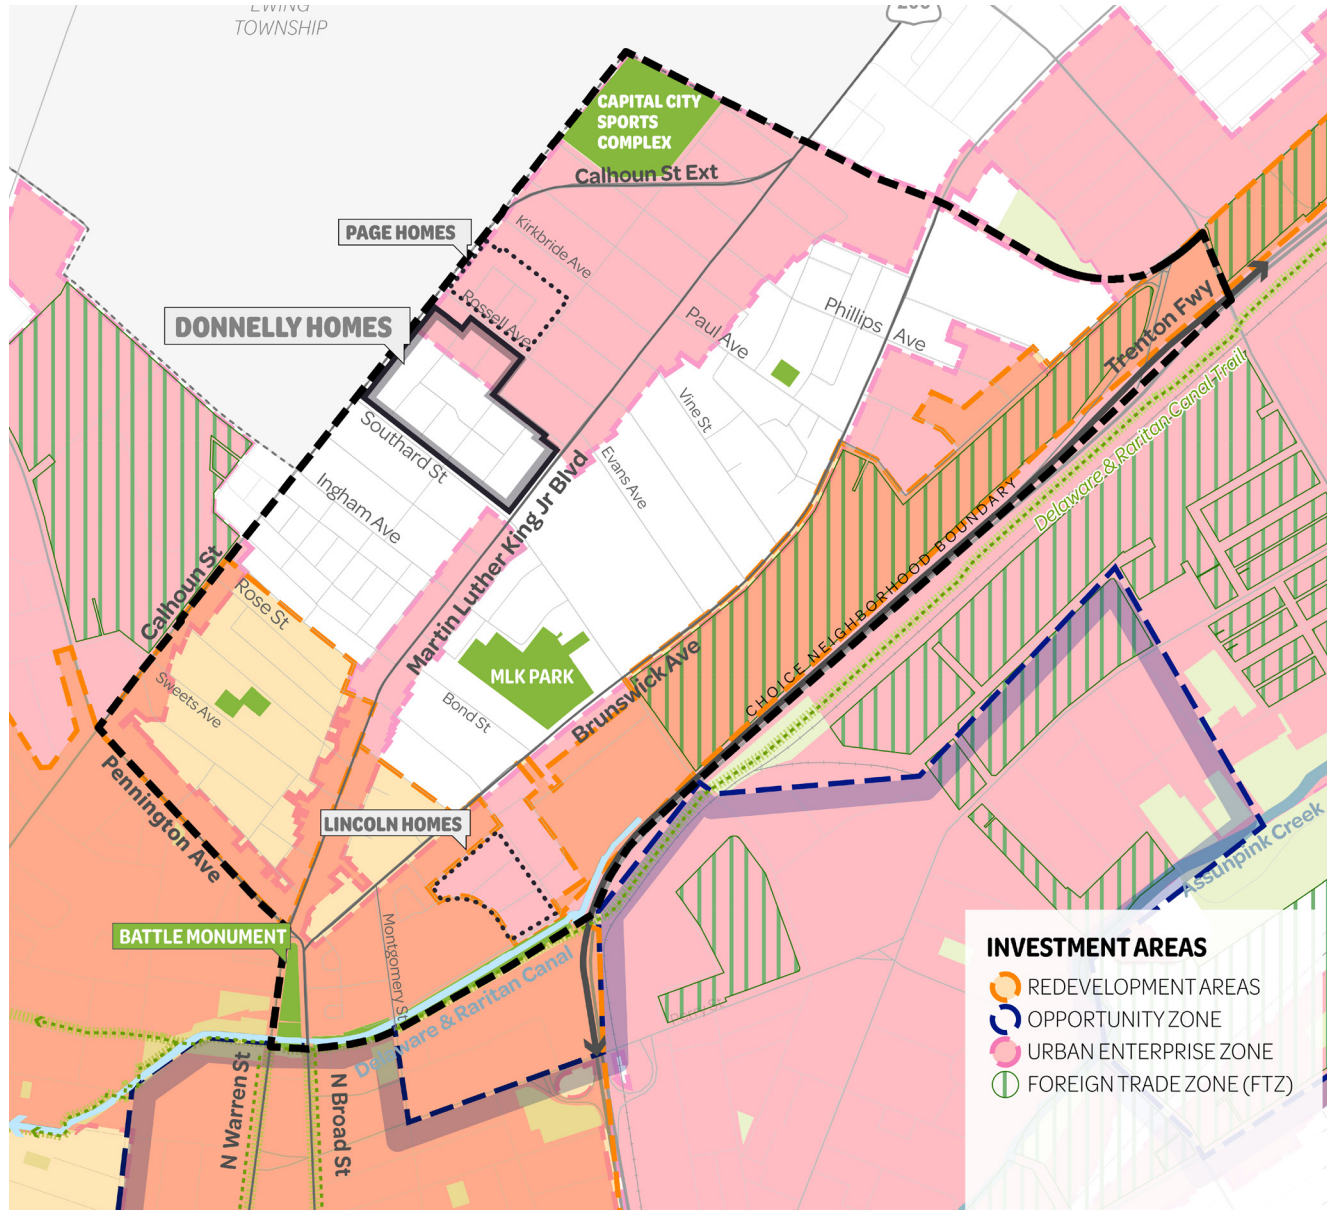 EWING
TOWNSHIP
CAPITAL CITY
SPORTS
COMPLEX
Calhoun St Ext
PAGE HOMES
Kirkbride Ave
Rossell Ave
DONNELLY HOMES
Paul Ave
Phillips Ave
Trenton Fwy
Delaware & Raritan Canal Trail
Vine St
Southard St
Evans Ave
Ingham Ave
Martin Luther King Jr Blvd
CHOICE NEIGHBORHOOD BOUNDARY
Calhoun St
Rose St
MLK PARK
Sweets Ave
Bond St
Brunswick Ave
Pennington Ave
LINCOLN HOMES
Assunpink Creek
BATTLE MONUMENT
Montgomery St
Delaware & Raritan Canal
N Warren St
N Broad St
INVESTMENT AREAS
REDEVELOPMENT AREAS
OPPORTUNITY ZONE
URBAN ENTERPRISE ZONE
FOREIGN TRADE ZONE (FTZ)